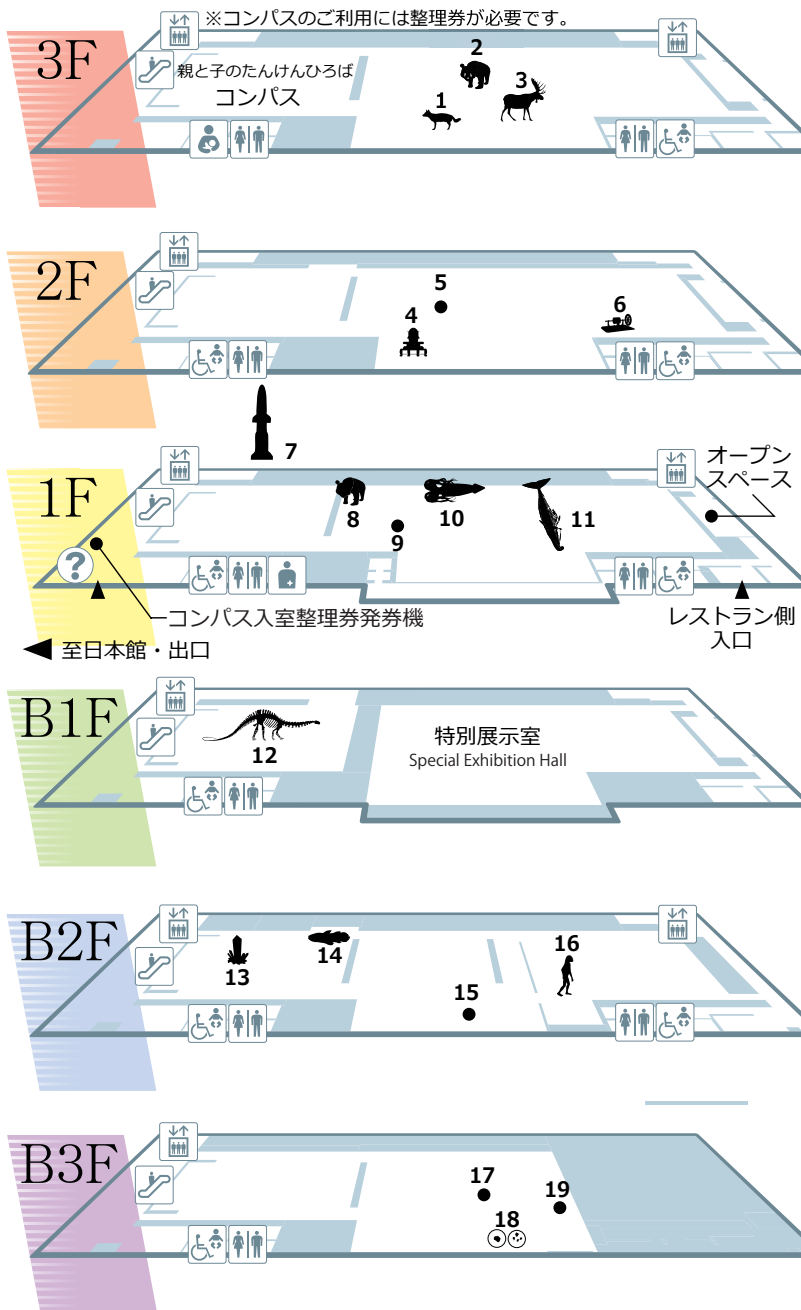 ※コンパスのご利用には整理券が必要です。
3F
親と子のたんけんひろば
コンパス
1
2
3
2F
4
5
6
7
1F
8
9
10
11
オープン
スペース
?
コンパス入室整理券発券機
至日本館・出口
レストラン側
入口
B1F
12
特別展示室
Special Exhibition Hall
B2F
13
14
15
16
B3F
17
18
19